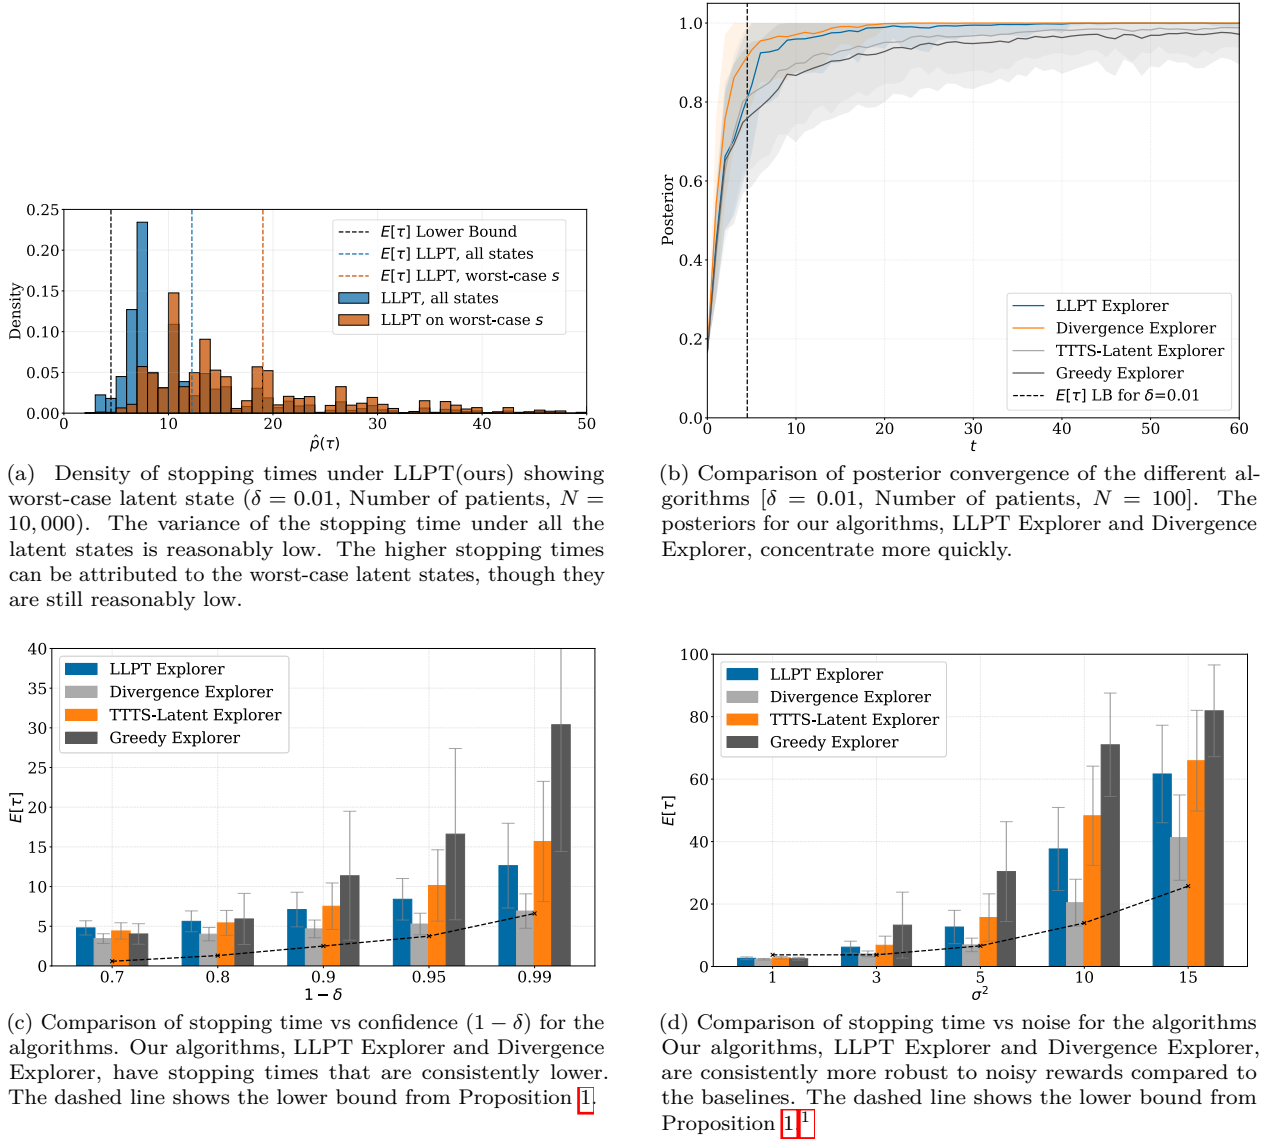 0.25
0.20
0.15
0.10
0.05
0.00
Density
0 10 20 30 40 50
p̂(τ)
E[τ] Lower Bound
E[τ] LLPT, all states
E[τ] LLPT, worst-case s
LLPT, all states
LLPT on worst-case s
(a) Density of stopping times under LLPT(ours) showing
worst-case latent state (δ = 0.01, Number of patients, N =
10,000). The variance of the stopping time under all the
latent states is reasonably low. The higher stopping times
can be attributed to the worst-case latent states, though they
are still reasonably low.
1.0
0.8
0.6
0.4
0.2
0.0
Posterior
0 10 20 30 40 50 60
t
LLPT Explorer
Divergence Explorer
TTTS-Latent Explorer
Greedy Explorer
E[τ] LB for δ=0.01
(b) Comparison of posterior convergence of the different al-
gorithms [δ = 0.01, Number of patients, N = 100]. The
posteriors for our algorithms, LLPT Explorer and Divergence
Explorer, concentrate more quickly.
40
35
30
25
20
15
10
5
0
E[τ]
0.7 0.8 0.9 0.95 0.99
1 − δ
LLPT Explorer
Divergence Explorer
TTTS-Latent Explorer
Greedy Explorer
(c) Comparison of stopping time vs confidence (1 − δ) for the
algorithms. Our algorithms, LLPT Explorer and Divergence
Explorer, have stopping times that are consistently lower.
The dashed line shows the lower bound from Proposition 1.
100
80
60
40
20
0
E[τ]
1 3 5 10 15
σ²
LLPT Explorer
Divergence Explorer
TTTS-Latent Explorer
Greedy Explorer
(d) Comparison of stopping time vs noise for the algorithms
Our algorithms, LLPT Explorer and Divergence Explorer,
are consistently more robust to noisy rewards compared to
the baselines. The dashed line shows the lower bound from
Proposition 1.¹